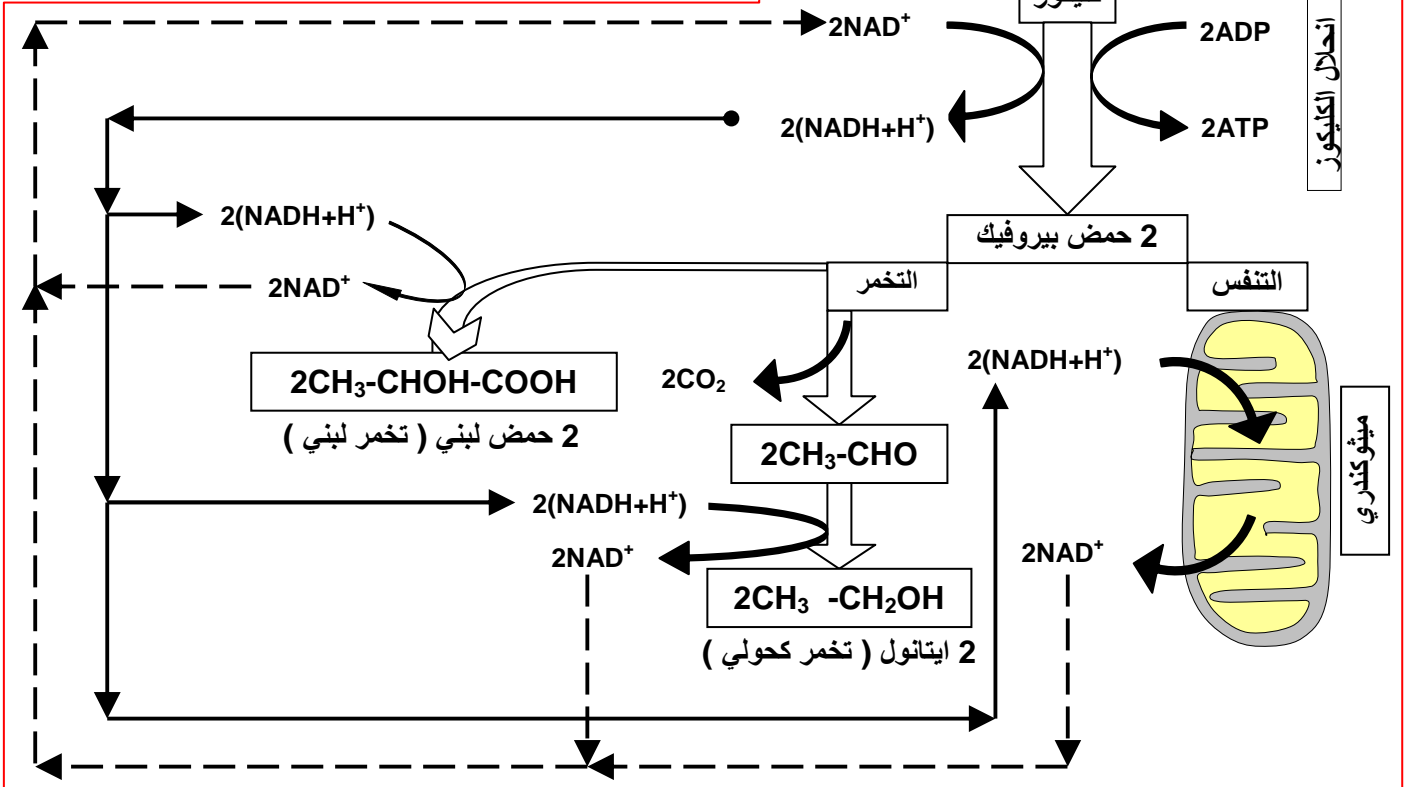 2NAD⁺
2ADP
انحلال الكليكوز
2(NADH+H⁺)
2ATP
2(NADH+H⁺)
2 حمض بيروفيك
2NAD⁺
التخمر
التنفس
2(NADH+H⁺)
2CH₃-CHOH-COOH
2CO₂
2 حمض لبني ( تخمر لبني )
ميثوكندري
2CH₃-CHO
2(NADH+H⁺)
2NAD⁺
2NAD⁺
2CH₃ -CH₂OH
2 ايتانول ( تخمر كحولي )